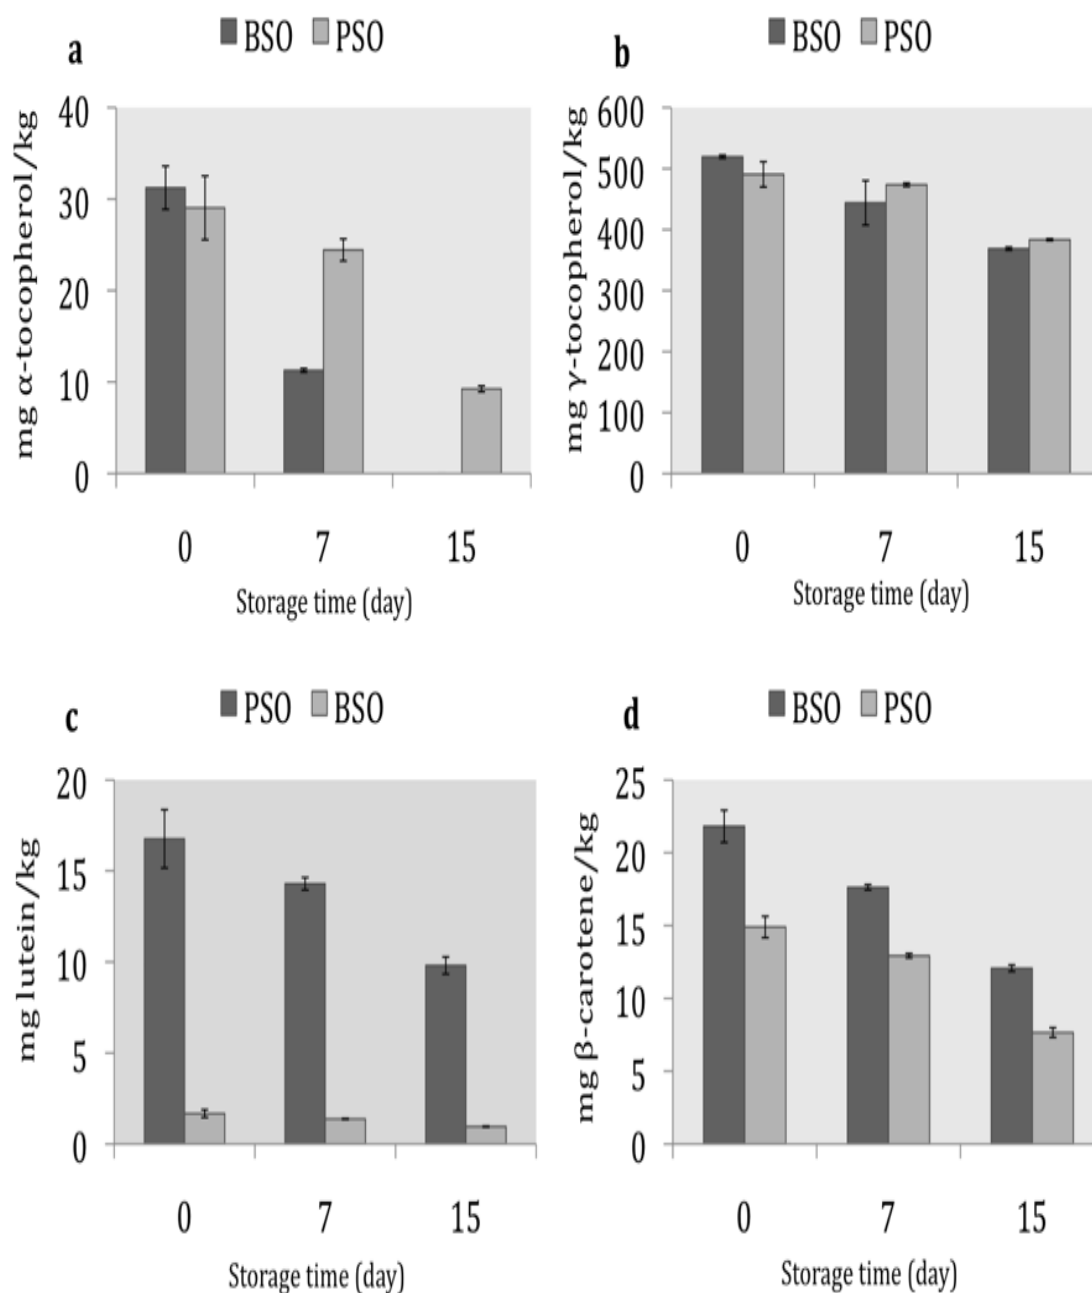 a
BSO PSO
mg α-tocopherol/kg
40
30
20
10
0
0 7 15
Storage time (day)
b
BSO PSO
mg γ-tocopherol/kg
600
500
400
300
200
100
0
0 7 15
Storage time (day)
c
PSO BSO
mg lutein/kg
20
15
10
5
0
0 7 15
Storage time (day)
d
BSO PSO
mg β-carotene/kg
25
20
15
10
5
0
0 7 15
Storage time (day)